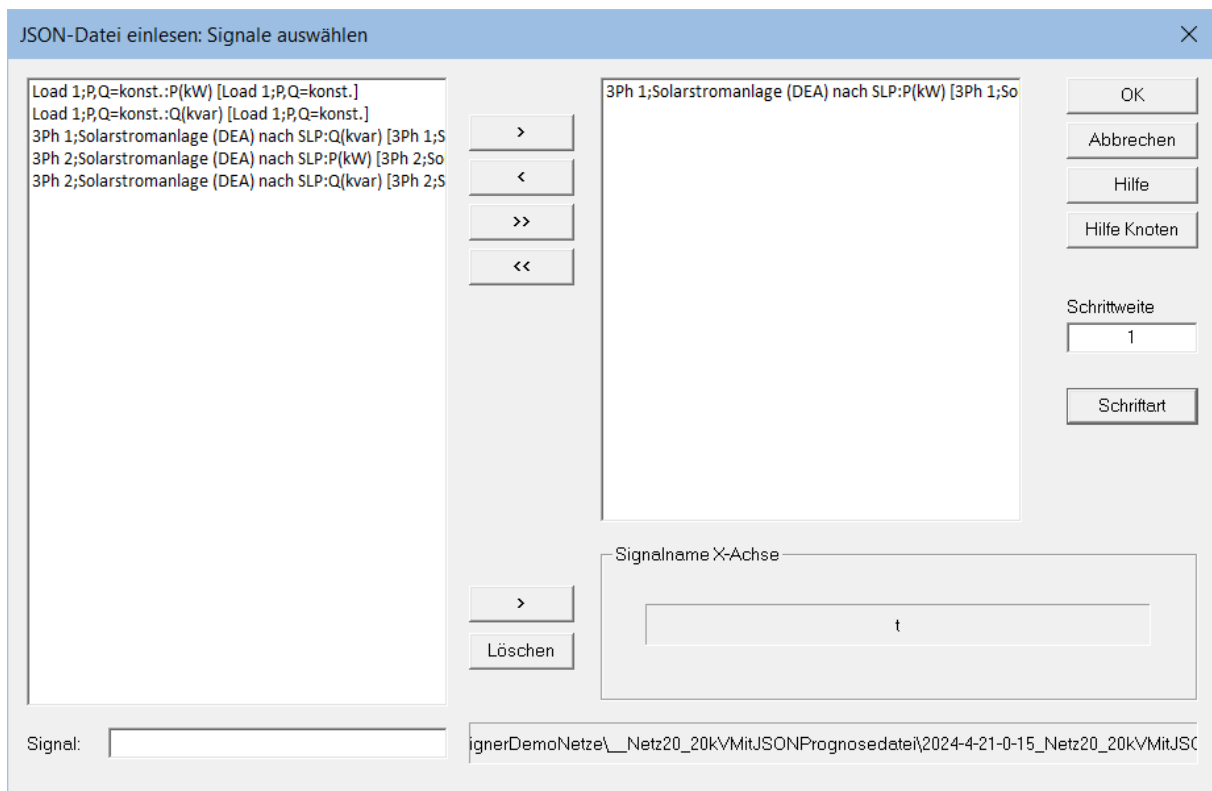 JSON-Datei einlesen: Signale auswählen
Load 1;P,Q=konst.:P(kW) [Load 1;P,Q=konst.]
Load 1;P,Q=konst.:Q(kvar) [Load 1;P,Q=konst.]
3Ph 1;Solarstromanlage (DEA) nach SLP:Q(kvar) [3Ph 1;S
3Ph 2;Solarstromanlage (DEA) nach SLP:P(kW) [3Ph 2;So
3Ph 2;Solarstromanlage (DEA) nach SLP:Q(kvar) [3Ph 2;S
>
<
>>
<<
3Ph 1;Solarstromanlage (DEA) nach SLP:P(kW) [3Ph 1;So
OK
Abbrechen
Hilfe
Hilfe Knoten
Schrittweite
1
Schriftart
Signalname X-Achse
t
>
Löschen
Signal:
ignerDemoNetze\__Netz20_20kVMitJSONPrognosedatei\2024-4-21-0-15_Netz20_20kVMitJSC